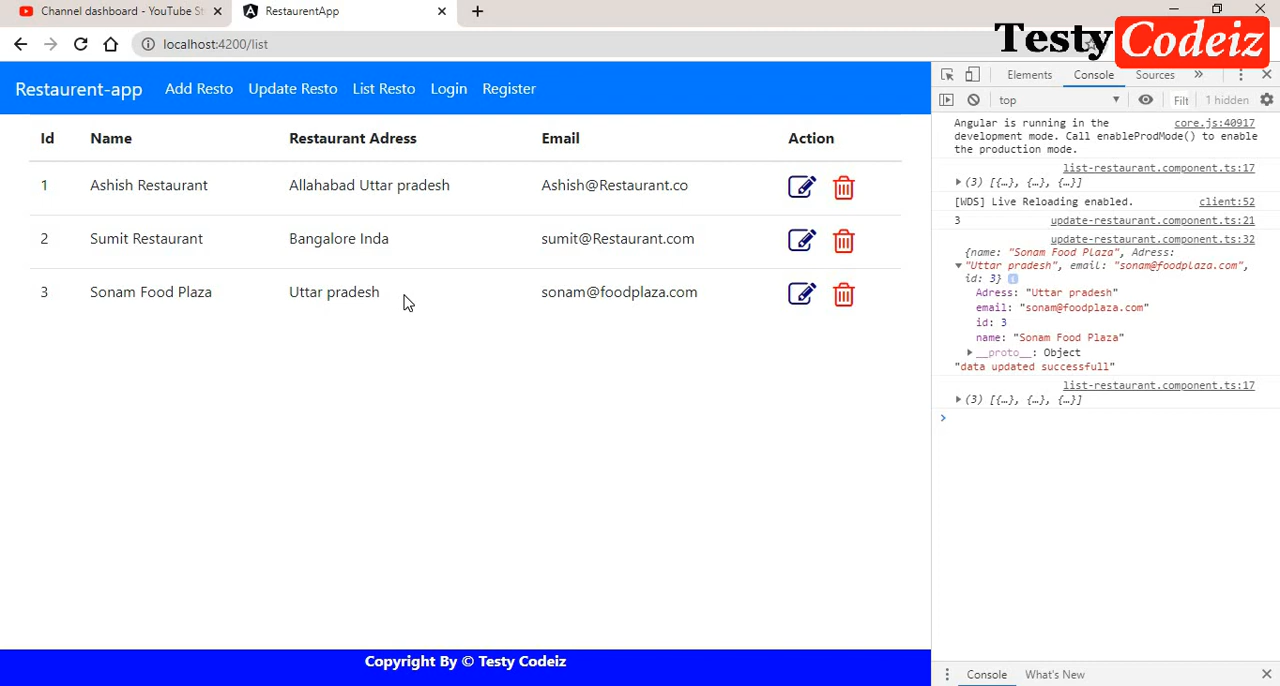 Channel dashboard - YouTube St
RestaurentApp
localhost:4200/list
Testy Codeiz
Restaurent-app Add Resto Update Resto List Resto Login Register
Id Name Restaurant Adress Email Action
1 Ashish Restaurant Allahabad Uttar pradesh Ashish@Restaurant.co
2 Sumit Restaurant Bangalore Inda sumit@Restaurant.com
3 Sonam Food Plaza Uttar pradesh sonam@foodplaza.com
Copyright By © Testy Codeiz
Elements Console Sources »
top Filt 1 hidden
Angular is running in the core.js:40917
development mode. Call enableProdMode() to enable
the production mode.
list-restaurant.component.ts:17
(3) [{…}, {…}, {…}]
[WDS] Live Reloading enabled. client:52
3 update-restaurant.component.ts:21
update-restaurant.component.ts:32
{name: "Sonam Food Plaza", Adress:
"Uttar pradesh", email: "sonam@foodplaza.com",
id: 3}
Adress: "Uttar pradesh"
email: "sonam@foodplaza.com"
id: 3
name: "Sonam Food Plaza"
__proto__: Object
"data updated successfull"
list-restaurant.component.ts:17
(3) [{…}, {…}, {…}]
Console What's New